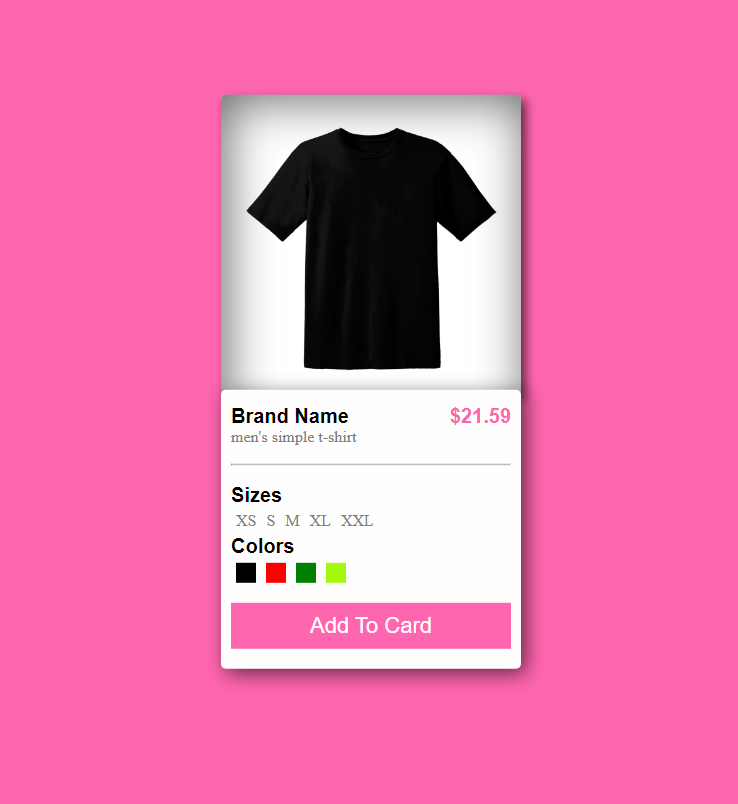 Brand Name $21.59
men's simple t-shirt
Sizes
XS S M XL XXL
Colors
Add To Card